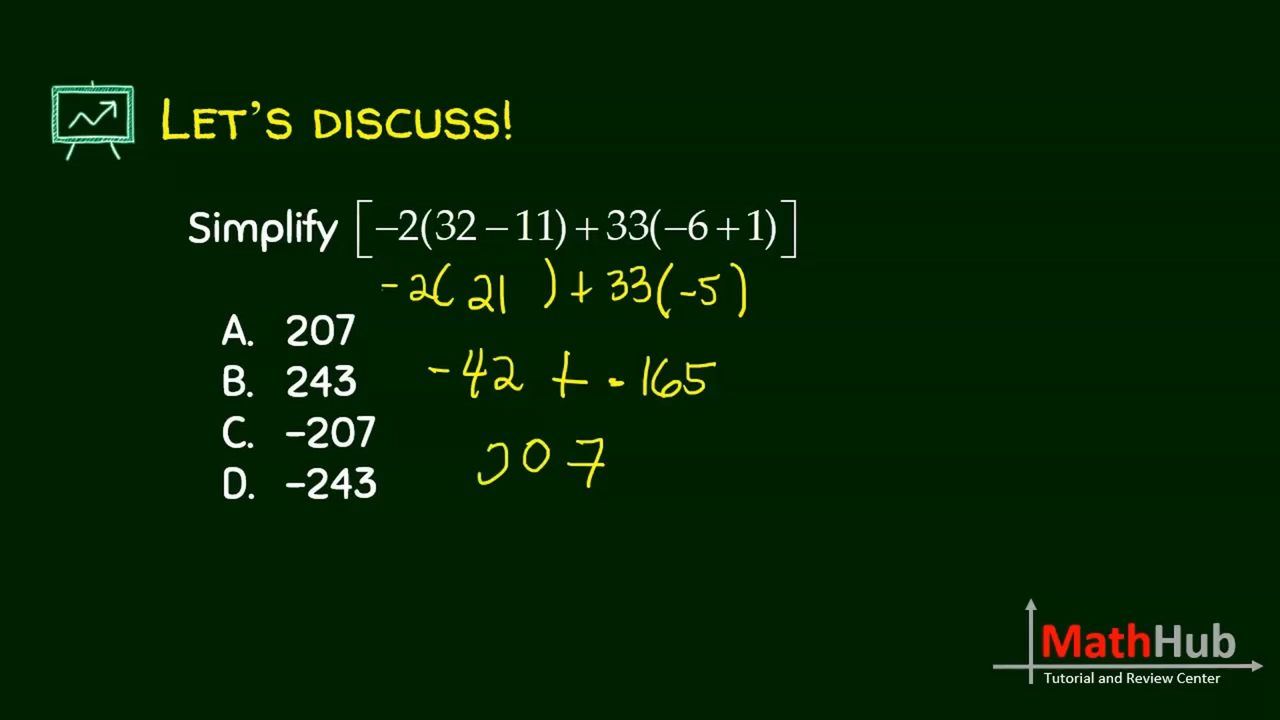 LET'S DISCUSS!
Simplify [−2(32 − 11) + 33(−6 + 1)]
-2( 21 ) + 33(-5)
A. 207
-42 + -165
B. 243
C. −207
07
D. −243
MathHub
Tutorial and Review Center